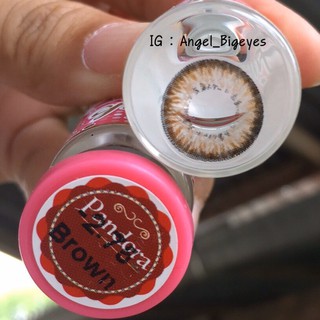 IG : Angel_Bigeyes
Pandora
Brown